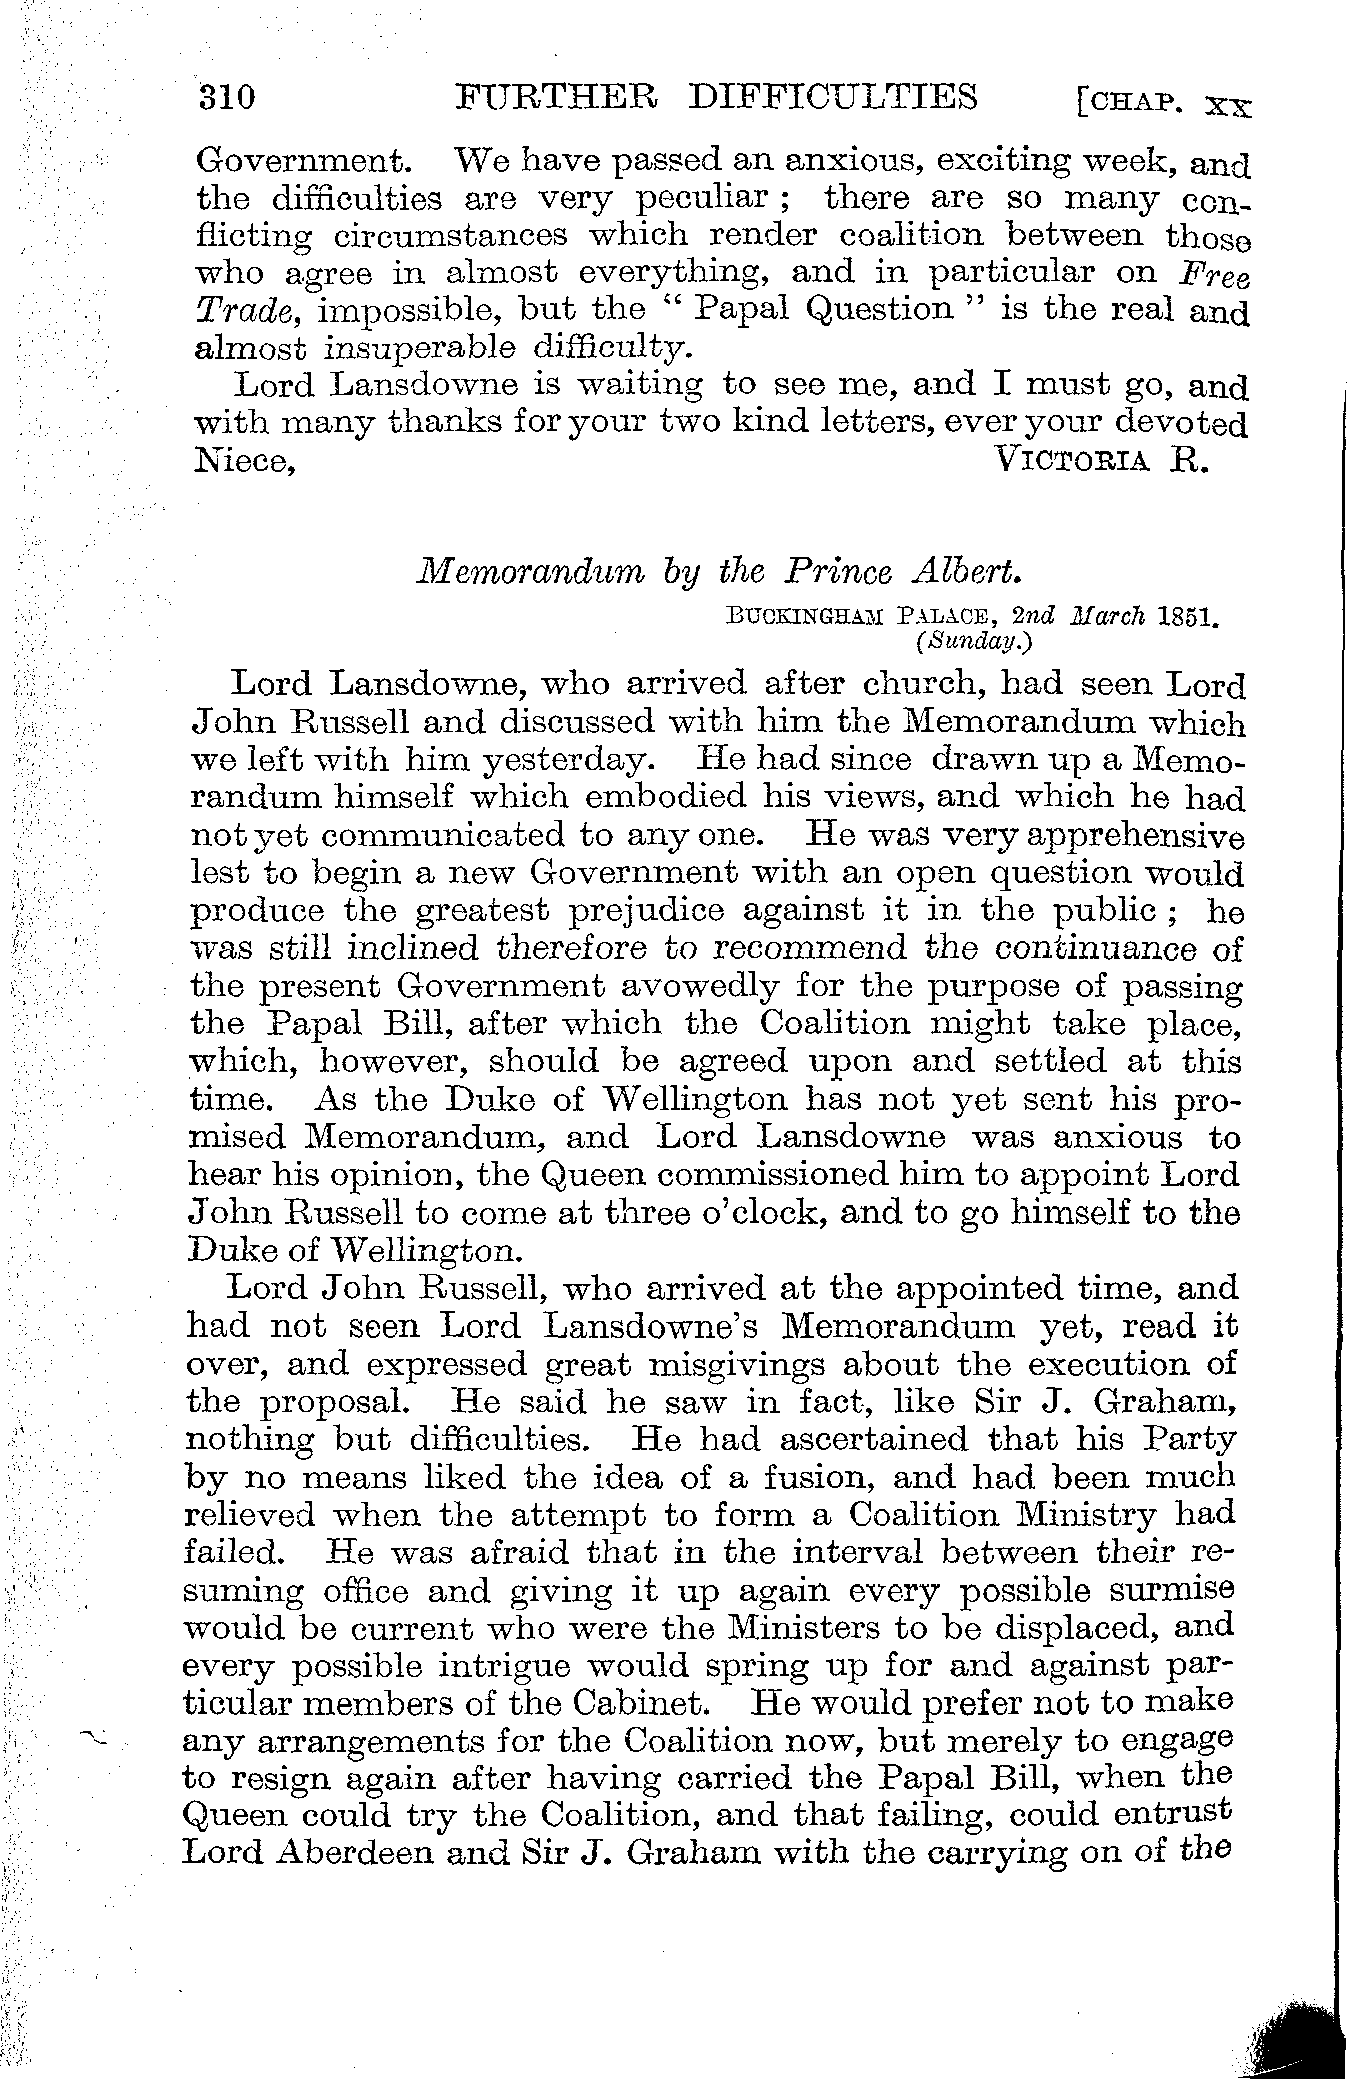 310 FURTHER DIFFICULTIES [CHAP. XX
Government. We have passed an anxious, exciting week, and
the difficulties are very peculiar ; there are so many con-
flicting circumstances which render coalition between those
who agree in almost everything, and in particular on Free
Trade, impossible, but the “ Papal Question ” is the real and
almost insuperable difficulty.
Lord Lansdowne is waiting to see me, and I must go, and
with many thanks for your two kind letters, ever your devoted
Niece, VICTORIA R.
Memorandum by the Prince Albert.
BUCKINGHAM PALACE, 2nd March 1851.
(Sunday.)
Lord Lansdowne, who arrived after church, had seen Lord
John Russell and discussed with him the Memorandum which
we left with him yesterday. He had since drawn up a Memo-
randum himself which embodied his views, and which he had
not yet communicated to any one. He was very apprehensive
lest to begin a new Government with an open question would
produce the greatest prejudice against it in the public ; he
was still inclined therefore to recommend the continuance of
the present Government avowedly for the purpose of passing
the Papal Bill, after which the Coalition might take place,
which, however, should be agreed upon and settled at this
time. As the Duke of Wellington has not yet sent his pro-
mised Memorandum, and Lord Lansdowne was anxious to
hear his opinion, the Queen commissioned him to appoint Lord
John Russell to come at three o’clock, and to go himself to the
Duke of Wellington.
Lord John Russell, who arrived at the appointed time, and
had not seen Lord Lansdowne’s Memorandum yet, read it
over, and expressed great misgivings about the execution of
the proposal. He said he saw in fact, like Sir J. Graham,
nothing but difficulties. He had ascertained that his Party
by no means liked the idea of a fusion, and had been much
relieved when the attempt to form a Coalition Ministry had
failed. He was afraid that in the interval between their re-
suming office and giving it up again every possible surmise
would be current who were the Ministers to be displaced, and
every possible intrigue would spring up for and against par-
ticular members of the Cabinet. He would prefer not to make
any arrangements for the Coalition now, but merely to engage
to resign again after having carried the Papal Bill, when the
Queen could try the Coalition, and that failing, could entrust
Lord Aberdeen and Sir J. Graham with the carrying on of the